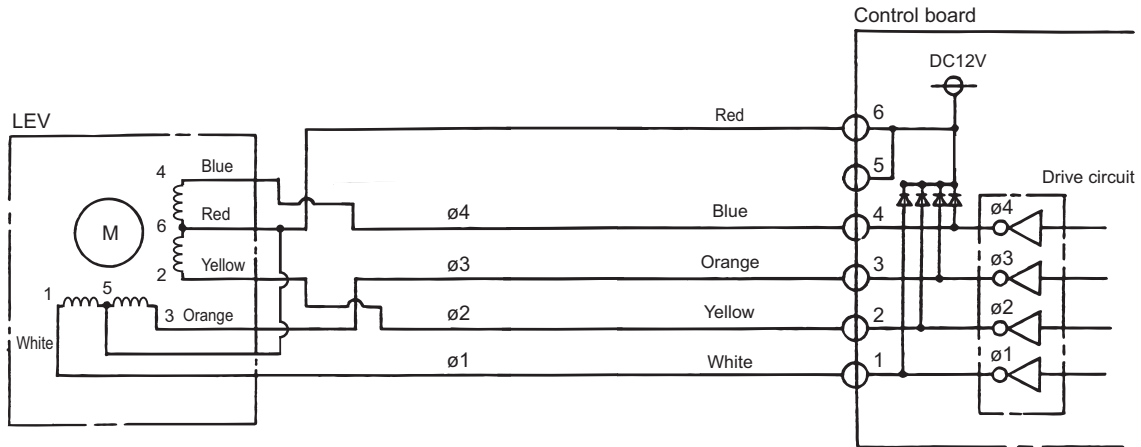 Control board
DC12V
LEV
Red 6
4 Blue
5
Drive circuit
6 Red
ø4 Blue 4 ø4
M
2 Yellow
ø3 Orange 3 ø3
1 5
3 Orange
ø2 Yellow 2 ø2
White
ø1 White 1 ø1